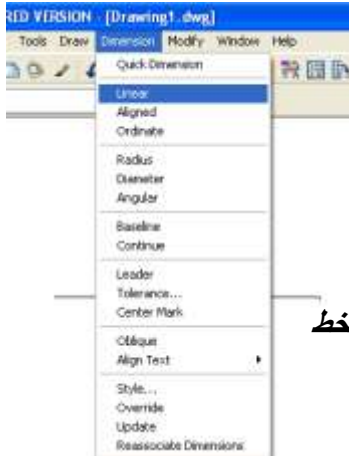 RED VERSION - [Drawing1.dwg]
Tools Draw Dimension Modify Window Help
Quick Dimension
Linear
Aligned
Ordinate
Radius
Diameter
Angular
Baseline
Continue
Leader
Tolerance...
Center Mark
خط
Oblique
Align Text
Style...
Override
Update
Reassociate Dimensions